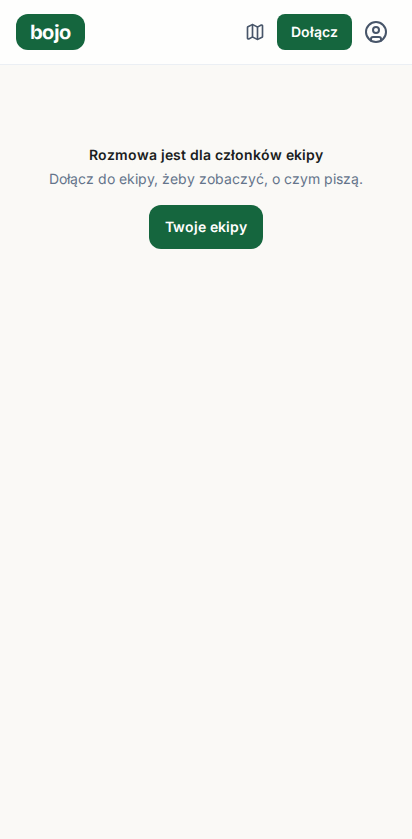 bojo
Dołącz
Rozmowa jest dla członków ekipy
Dołącz do ekipy, żeby zobaczyć, o czym piszą.
Twoje ekipy